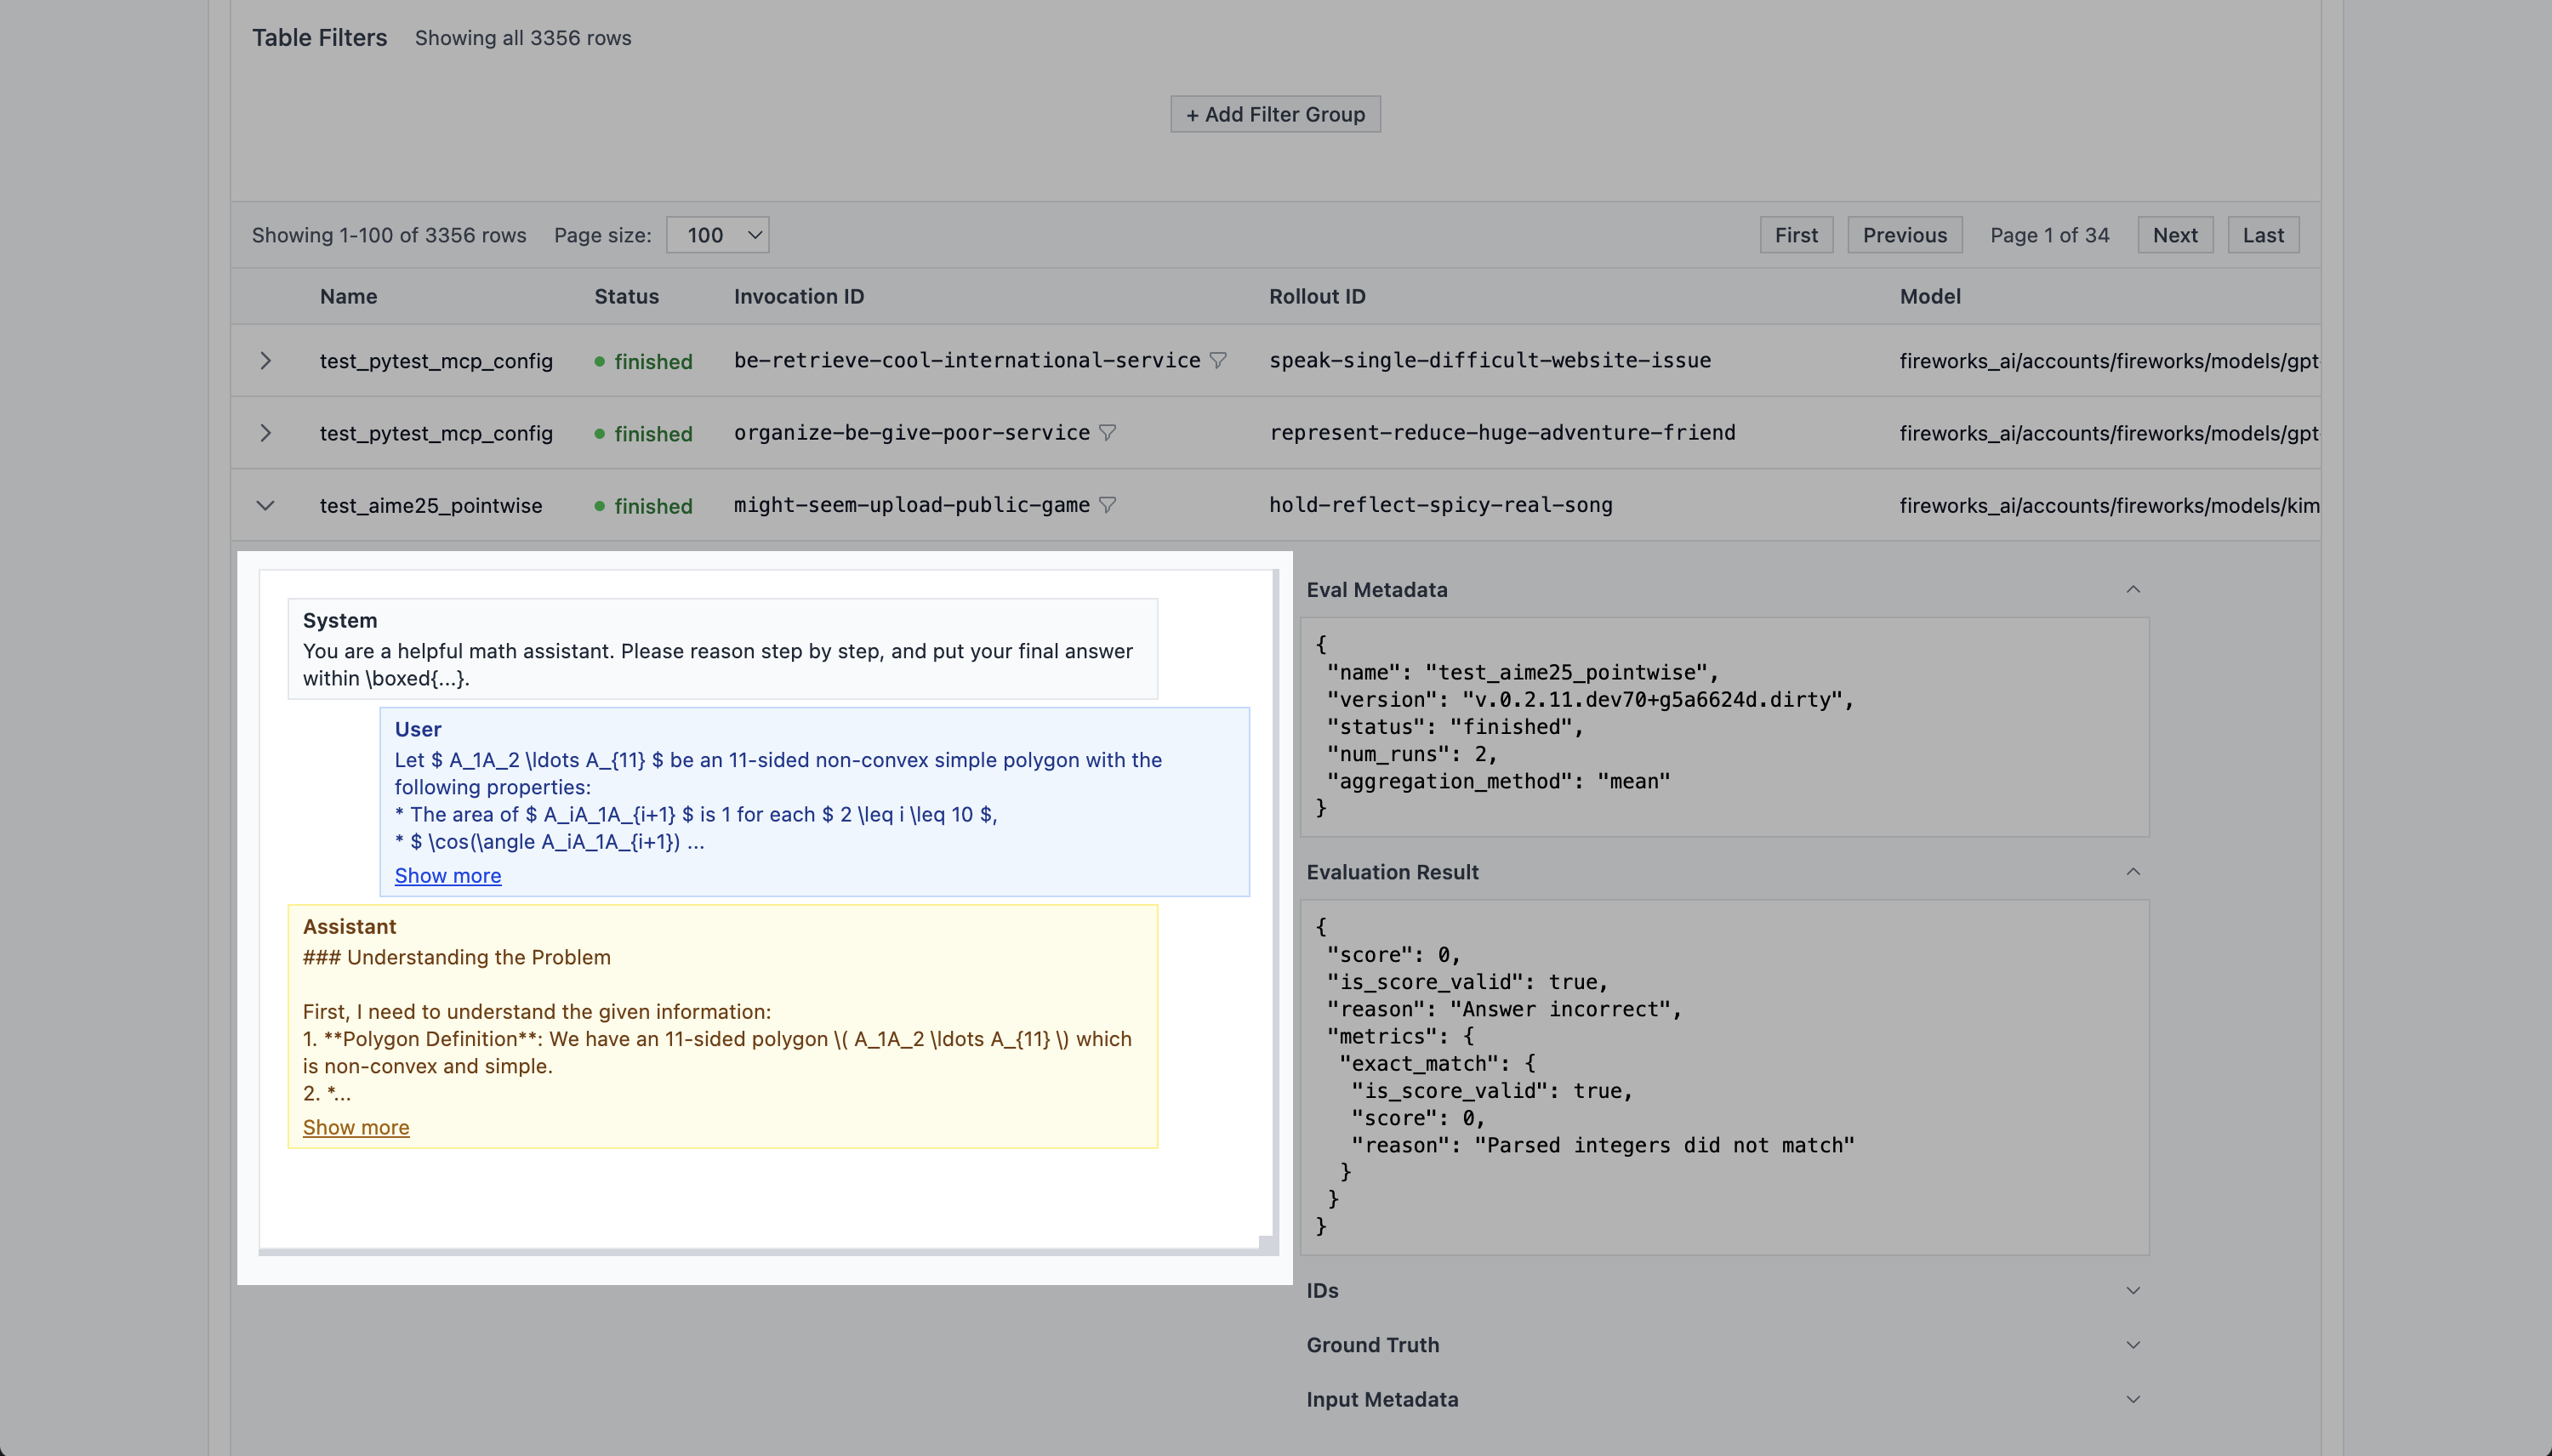 Table Filters Showing all 3356 rows
+ Add Filter Group
Showing 1-100 of 3356 rows Page size: 100 First Previous Page 1 of 34 Next Last
Name Status Invocation ID Rollout ID Model
test_pytest_mcp_config finished be-retrieve-cool-international-service speak-single-difficult-website-issue fireworks_ai/accounts/fireworks/models/gpt
test_pytest_mcp_config finished organize-be-give-poor-service represent-reduce-huge-adventure-friend fireworks_ai/accounts/fireworks/models/gpt
test_aime25_pointwise finished might-seem-upload-public-game hold-reflect-spicy-real-song fireworks_ai/accounts/fireworks/models/kim
System
You are a helpful math assistant. Please reason step by step, and put your final answer
within \boxed{...}.
User
Let $ A_1A_2 \ldots A_{11} $ be an 11-sided non-convex simple polygon with the
following properties:
* The area of $ A_iA_1A_{i+1} $ is 1 for each $ 2 \leq i \leq 10 $,
* $ \cos(\angle A_iA_1A_{i+1}) ...
Show more
Assistant
### Understanding the Problem
First, I need to understand the given information:
1. **Polygon Definition**: We have an 11-sided polygon \( A_1A_2 \ldots A_{11} \) which
is non-convex and simple.
2. *...
Show more
Eval Metadata
{
"name": "test_aime25_pointwise",
"version": "v.0.2.11.dev70+g5a6624d.dirty",
"status": "finished",
"num_runs": 2,
"aggregation_method": "mean"
}
Evaluation Result
{
"score": 0,
"is_score_valid": true,
"reason": "Answer incorrect",
"metrics": {
"exact_match": {
"is_score_valid": true,
"score": 0,
"reason": "Parsed integers did not match"
}
}
}
IDs
Ground Truth
Input Metadata